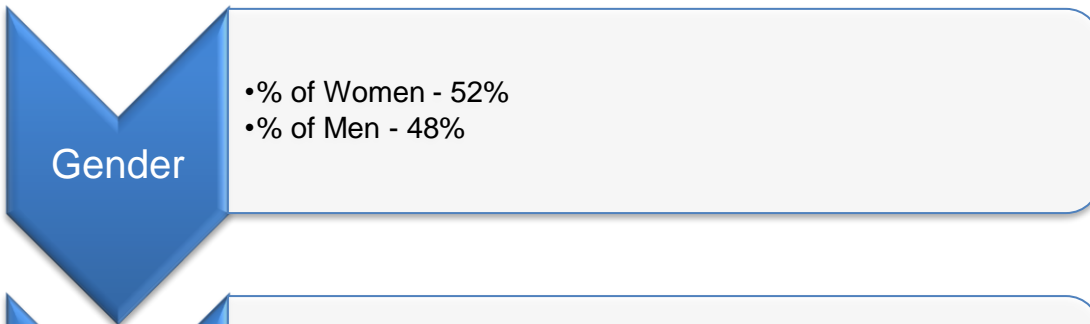 •% of Women - 52%
•% of Men - 48%
Gender